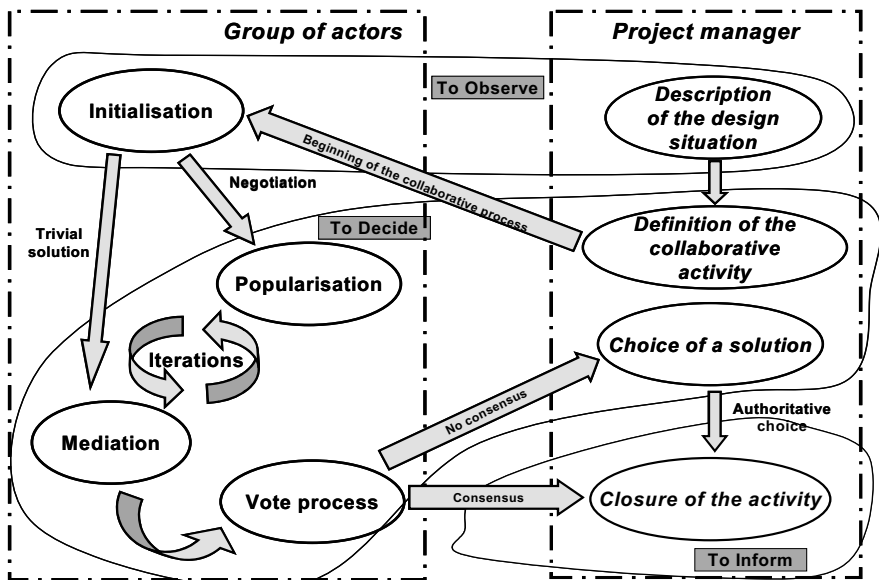 Group of actors
Project manager
To Observe
Initialisation
Description
of the design
situation
Beginning of the collaborative process
Negotiation
Trivial
solution
To Decide
Definition of the
collaborative
activity
Popularisation
Iterations
Choice of a solution
No consensus
Authoritative
choice
Mediation
Vote process
Consensus
Closure of the activity
To Inform